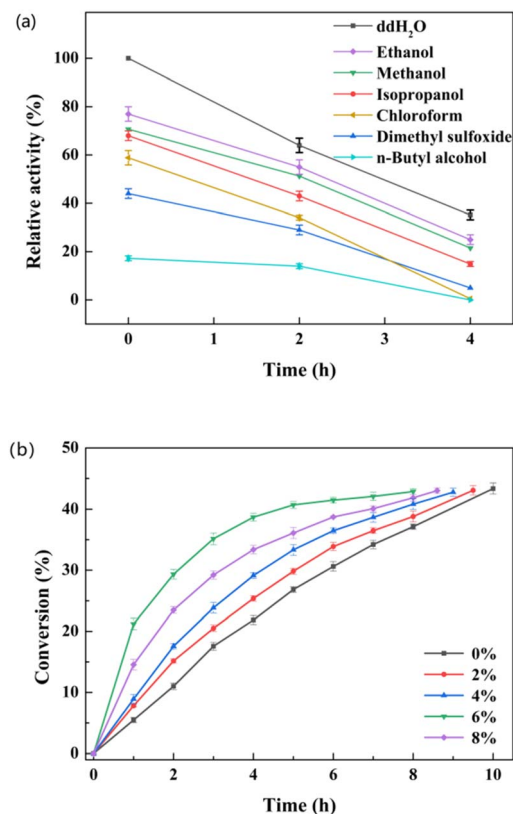 (a)
ddH₂O
Ethanol
Methanol
Isopropanol
Chloroform
Dimethyl sulfoxide
n-Butyl alcohol
Relative activity (%)
100
80
60
40
20
0
0 1 2 3 4
Time (h)
(b)
Conversion (%)
50
40
30
20
10
0
0%
2%
4%
6%
8%
0 2 4 6 8 10
Time (h)